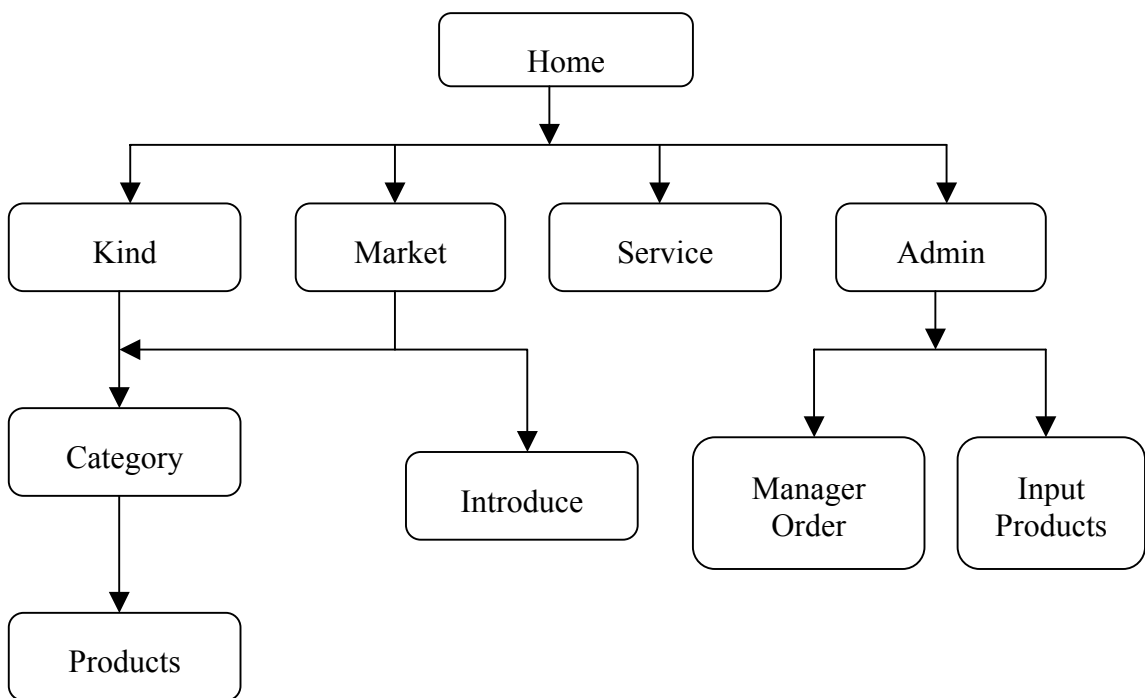 Home
Kind
Market
Service
Admin
Category
Introduce
Manager
Order
Input
Products
Products